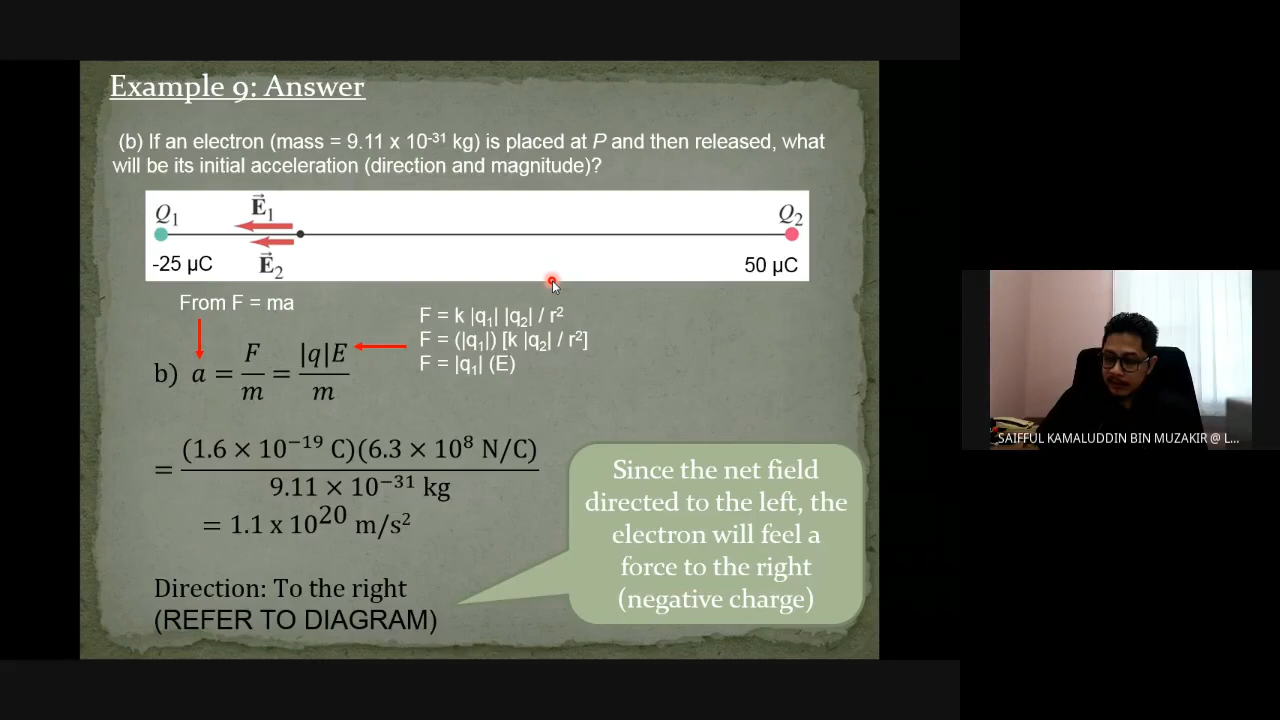 Example 9: Answer
(b) If an electron (mass = 9.11 x 10⁻³¹ kg) is placed at P and then released, what
will be its initial acceleration (direction and magnitude)?
Q₁ E⃗₁ Q₂
-25 µC E⃗₂ 50 µC
From F = ma
F = k |q₁| |q₂| / r²
F = (|q₁|) [k |q₂| / r²]
F = |q₁| (E)
b) a = F/m = |q|E/m
= (1.6 × 10⁻¹⁹ C)(6.3 × 10⁸ N/C) / 9.11 × 10⁻³¹ kg
= 1.1 x 10²⁰ m/s²
Direction: To the right
(REFER TO DIAGRAM)
Since the net field
directed to the left, the
electron will feel a
force to the right
(negative charge)
SAIFFUL KAMALUDDIN BIN MUZAKIR @ L...